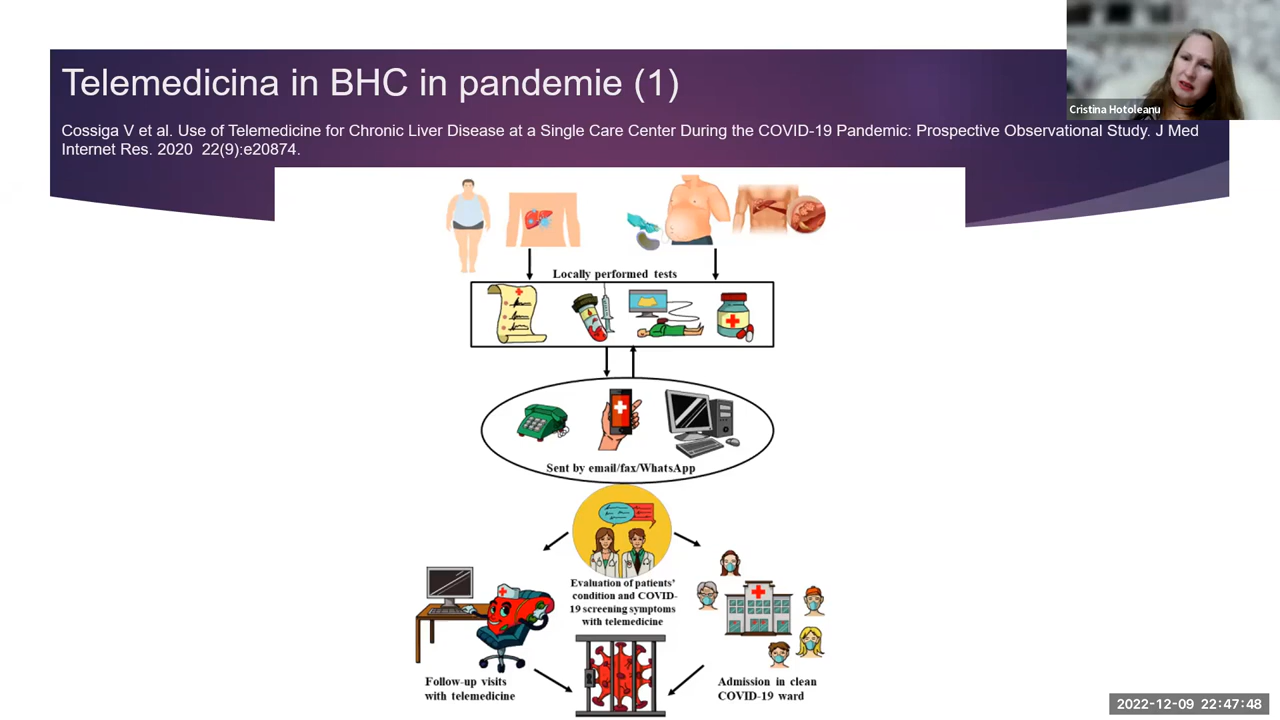 Telemedicina in BHC in pandemie (1)
Cristina Hotoleanu
Cossiga V et al. Use of Telemedicine for Chronic Liver Disease at a Single Care Center During the COVID-19 Pandemic: Prospective Observational Study. J Med
Internet Res. 2020 22(9):e20874.
Locally performed tests
Sent by email/fax/WhatsApp
Evaluation of patients'
condition and COVID-
19 screening symptoms
with telemedicine
Follow-up visits
with telemedicine
Admission in clean
COVID-19 ward
2022-12-09 22:47:48